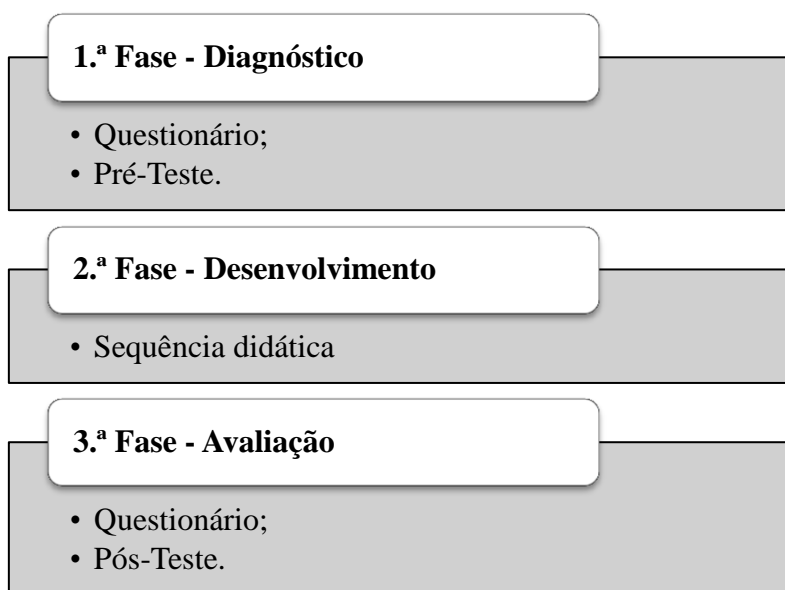 1.ª Fase - Diagnóstico
• Questionário;
• Pré-Teste.
2.ª Fase - Desenvolvimento
• Sequência didática
3.ª Fase - Avaliação
• Questionário;
• Pós-Teste.